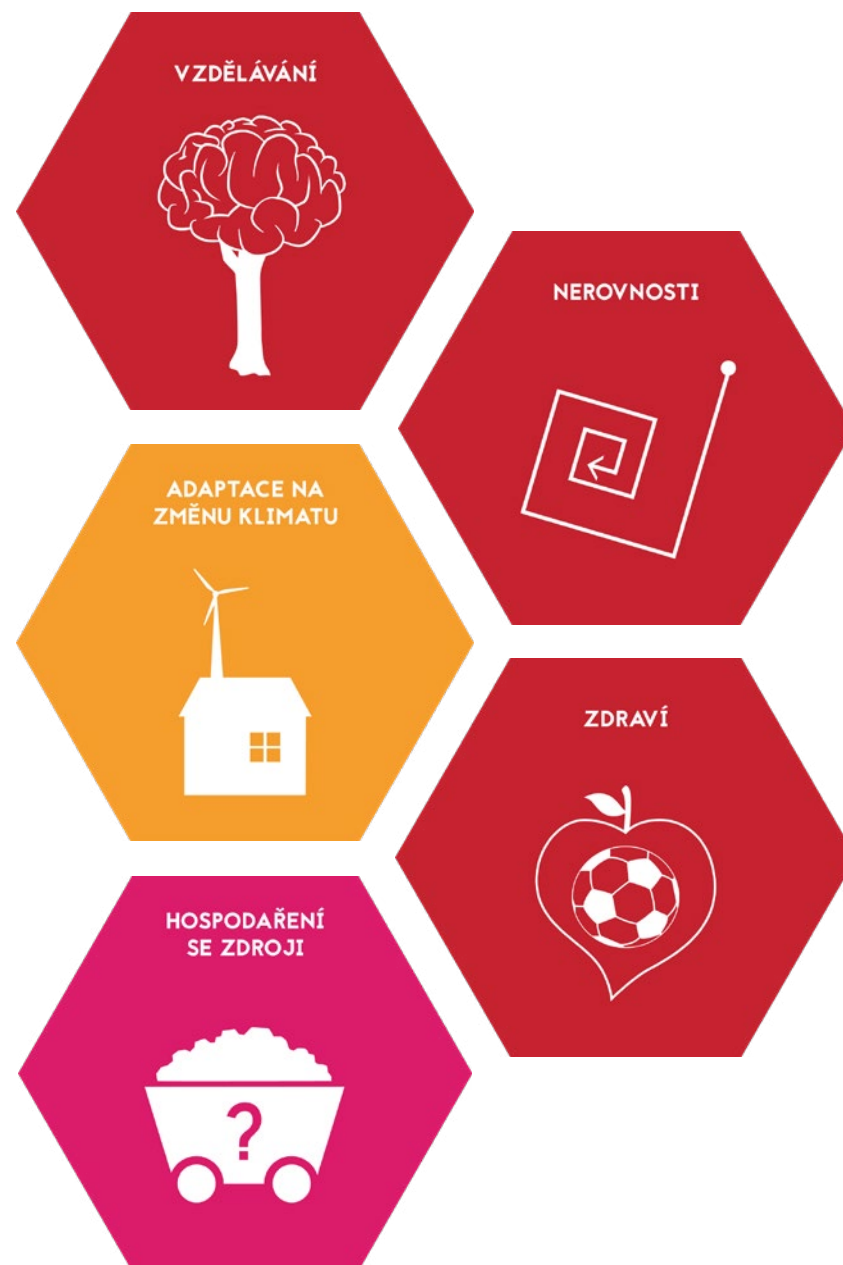 VZDĚLÁVÁNÍ
NEROVNOSTI
ADAPTACE NA
ZMĚNU KLIMATU
ZDRAVÍ
HOSPODAŘENÍ
SE ZDROJI
?